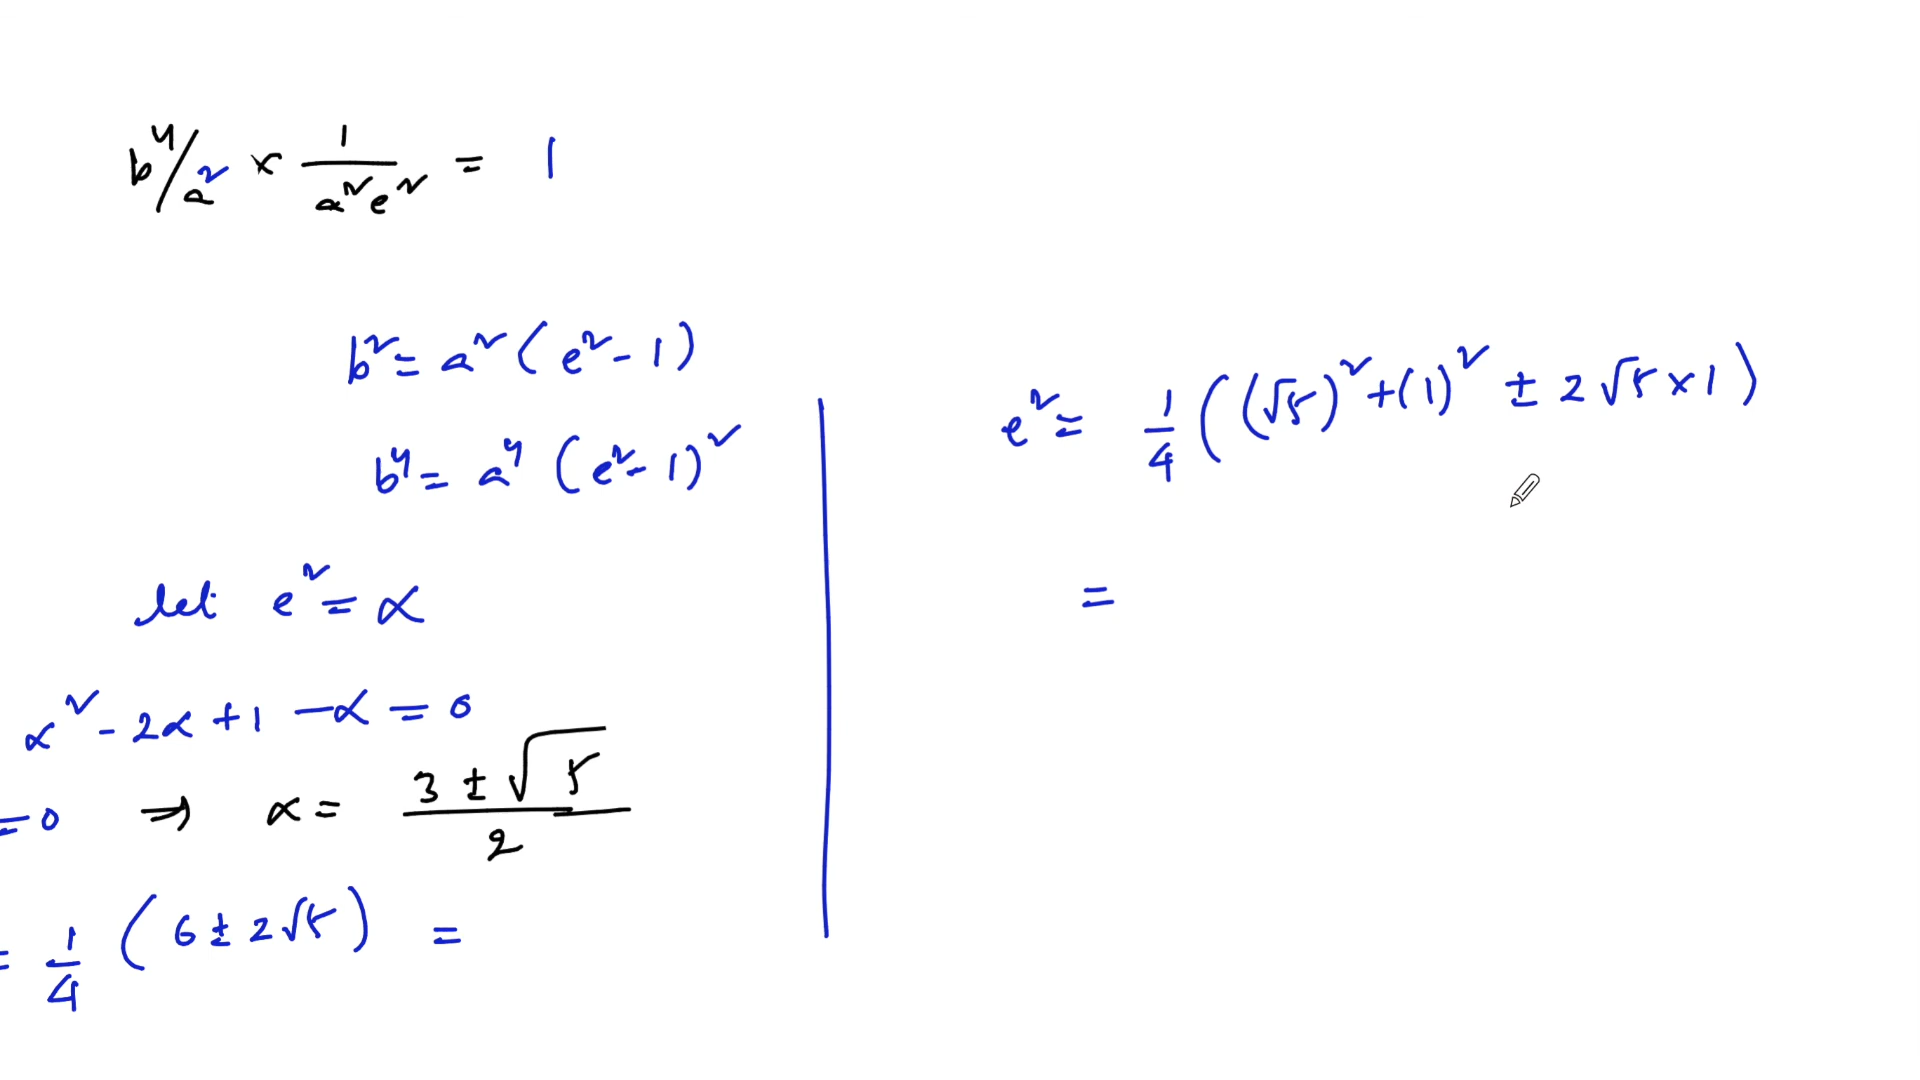 b⁴/a² × 1/(a²e²) = 1
b² = a² (e² - 1)
b⁴ = a⁴ (e² - 1)²
let e² = α
α² - 2α + 1 - α = 0
= 0 ⇒ α = (3 ± √5)/2
= 1/4 (6 ± 2√5) =
e² = 1/4 ((√5)² + (1)² ± 2√5 × 1)
=